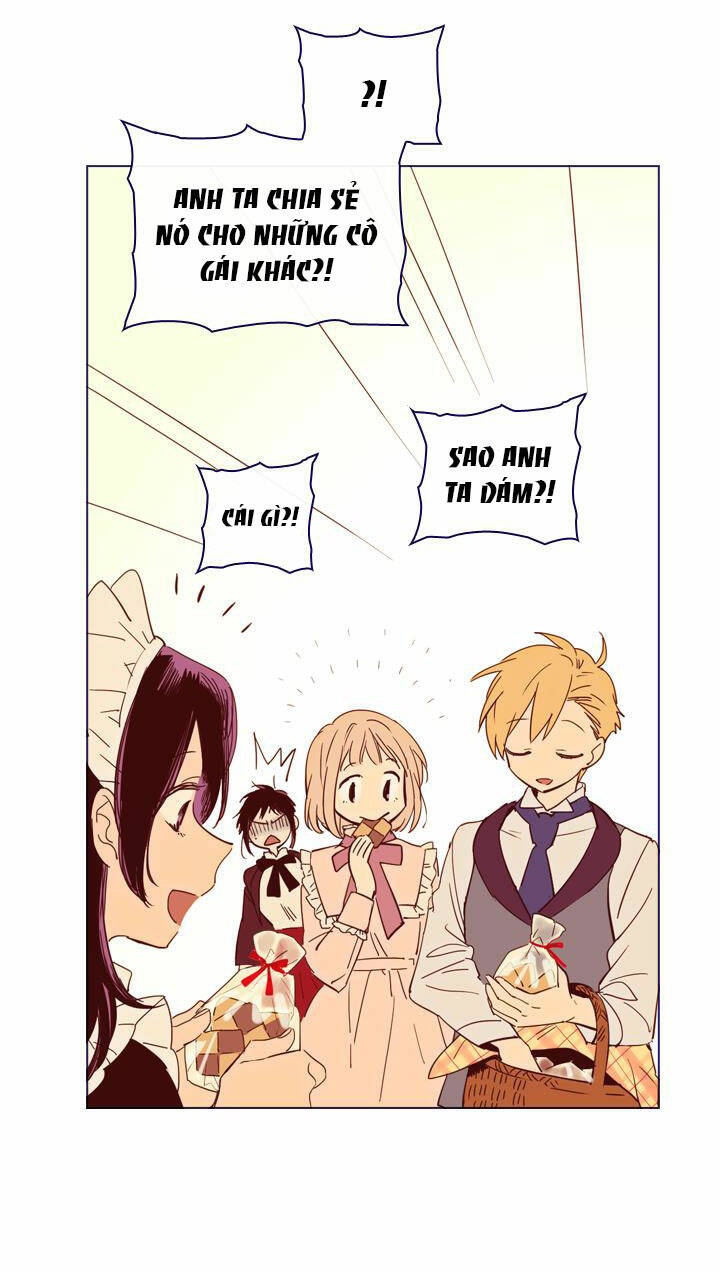 ?!
ANH TA CHIA SẺ
NÓ CHO NHỮNG CÔ
GÁI KHÁC?!
SAO ANH
TA DÁM?!
CÁI GÌ?!